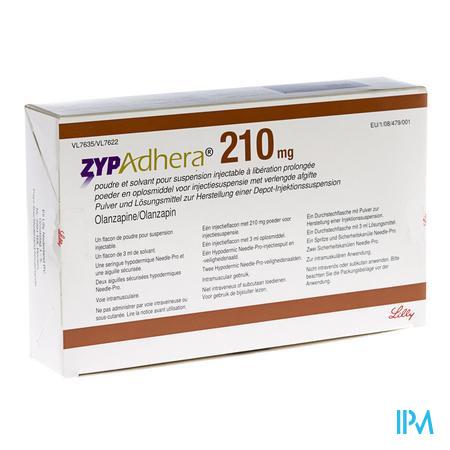 VL7635/VL7622
EU/1/08/479/001
ZYPAdhera® 210 mg
poudre et solvant pour suspension injectable à libération prolongée
poeder en oplosmiddel voor injectiesuspensie met verlengde afgifte
Pulver und Lösungsmittel zur Herstellung einer Depot-Injektionssuspension
Olanzapine/Olanzapin
Un flacon de poudre pour suspension
injectable.
Un flacon de 3 ml de solvant.
Une seringue hypodermique Needle-Pro et
une aiguille sécurisée.
Deux aiguilles sécurisées hypodermiques
Needle-Pro.
Voie intramusculaire.
Ne pas administrer par voie intraveineuse ou
sous-cutanée. Lire la notice avant utilisation.
Eén injectieflacon met 210 mg poeder voor
injectiesuspensie.
Eén injectieflacon met 3 ml oplosmiddel.
Eén Hypodermic Needle-Pro-injectiespuit en
veiligheidsnaald.
Twee Hypodermic Needle-Pro-veiligheidsnaalden.
Intramusculair gebruik.
Niet intraveneus of subcutaan toedienen.
Voor gebruik de bijsluiter lezen.
Ein Durchstechflasche mit Pulver zur
Herstellung einer Injektionssuspension.
Ein Durchstechflasche mit 3 ml Lösungsmittel.
Ein Spritze und Sicherheitskanüle Needle-Pro.
Zwei Sicherheitskanülen Needle-Pro.
Zur intramuskulären Anwendung.
Nicht intravenös oder subkutan anwenden. Bitte
beachten Sie die Packungsbeilage vor der
Anwendung.
Lilly
Lilly
IPM